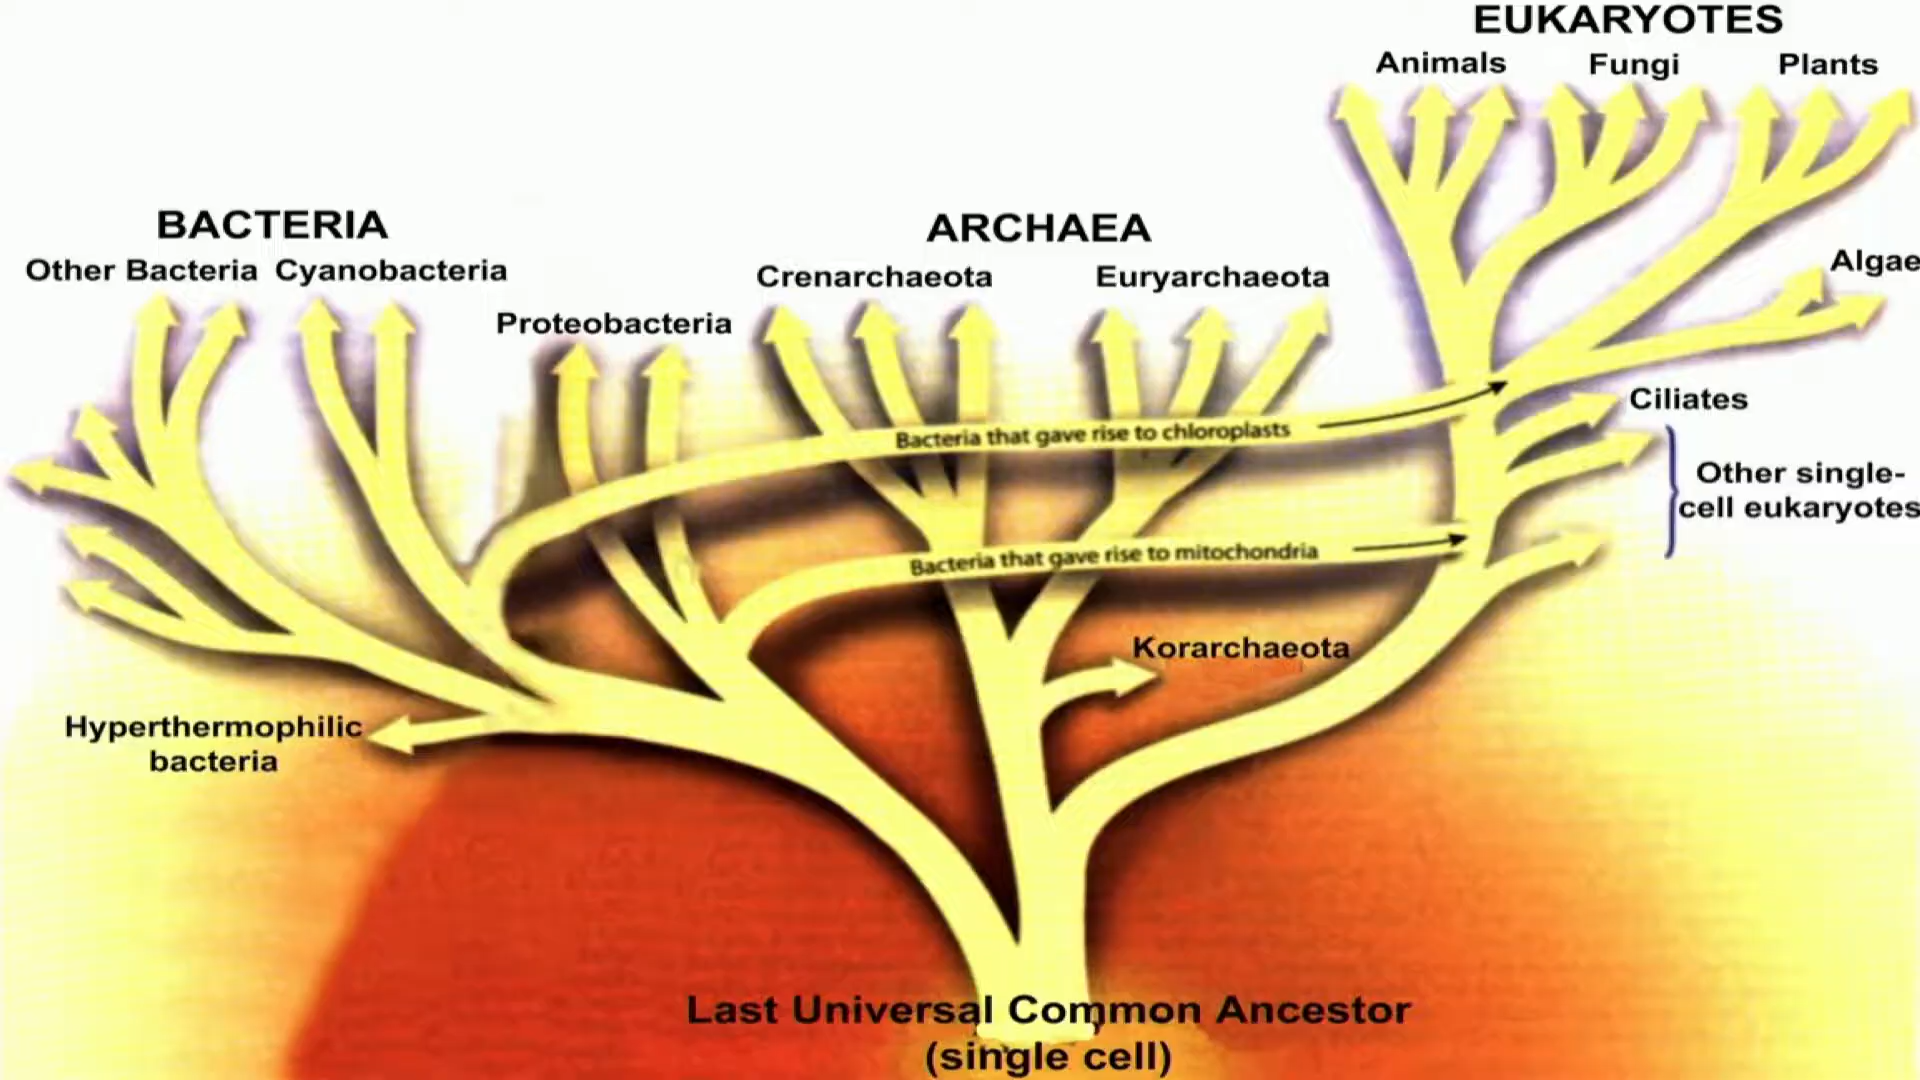 EUKARYOTES
Animals
Fungi
Plants
BACTERIA
Other Bacteria
Cyanobacteria
Proteobacteria
ARCHAEA
Crenarchaeota
Euryarchaeota
Algae
Ciliates
Other single-
cell eukaryotes
Bacteria that gave rise to chloroplasts
Bacteria that gave rise to mitochondria
Korarchaeota
Hyperthermophilic
bacteria
Last Universal Common Ancestor
(single cell)